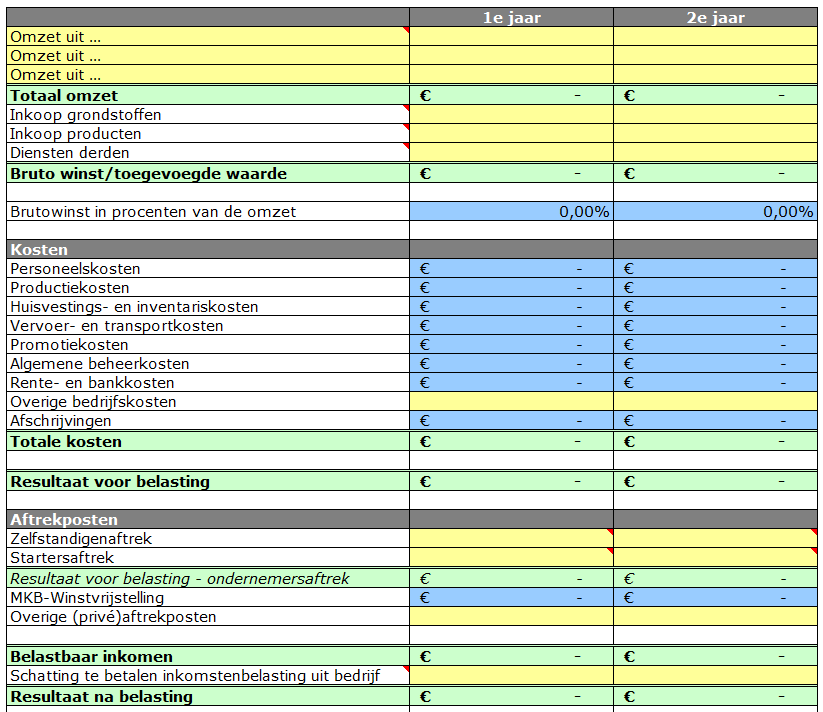 1e jaar 2e jaar
Omzet uit ...
Omzet uit ...
Omzet uit ...
Totaal omzet € - € -
Inkoop grondstoffen
Inkoop producten
Diensten derden
Bruto winst/toegevoegde waarde € - € -
Brutowinst in procenten van de omzet 0,00% 0,00%
Kosten
Personeelskosten € - € -
Productiekosten € - € -
Huisvestings- en inventariskosten € - € -
Vervoer- en transportkosten € - € -
Promotiekosten € - € -
Algemene beheerkosten € - € -
Rente- en bankkosten € - € -
Overige bedrijfskosten
Afschrijvingen € - € -
Totale kosten € - € -
Resultaat voor belasting € - € -
Aftrekposten
Zelfstandigenaftrek
Startersaftrek
Resultaat voor belasting - ondernemersaftrek € - € -
MKB-Winstvrijstelling € - € -
Overige (privé)aftrekposten
Belastbaar inkomen € - € -
Schatting te betalen inkomstenbelasting uit bedrijf
Resultaat na belasting € - € -